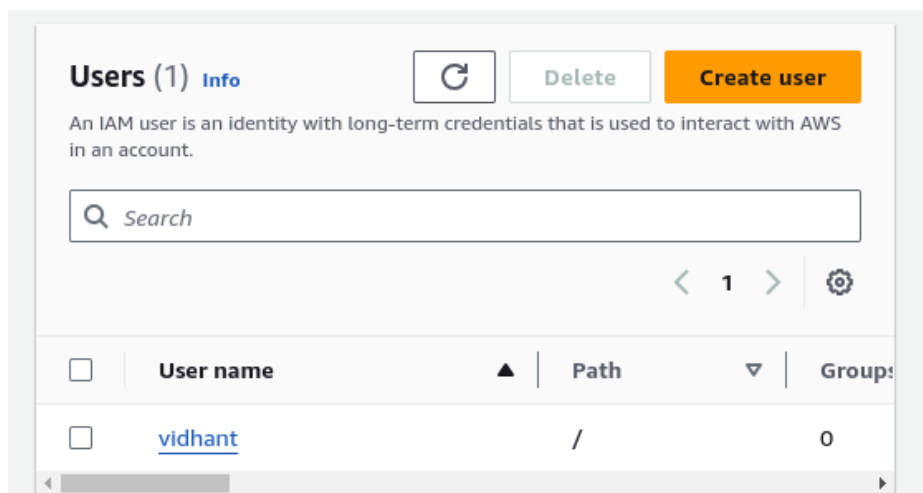 Users (1) Info
Delete
Create user
An IAM user is an identity with long-term credentials that is used to interact with AWS
in an account.
Search
1
User name
Path
Groups
vidhant
/
0